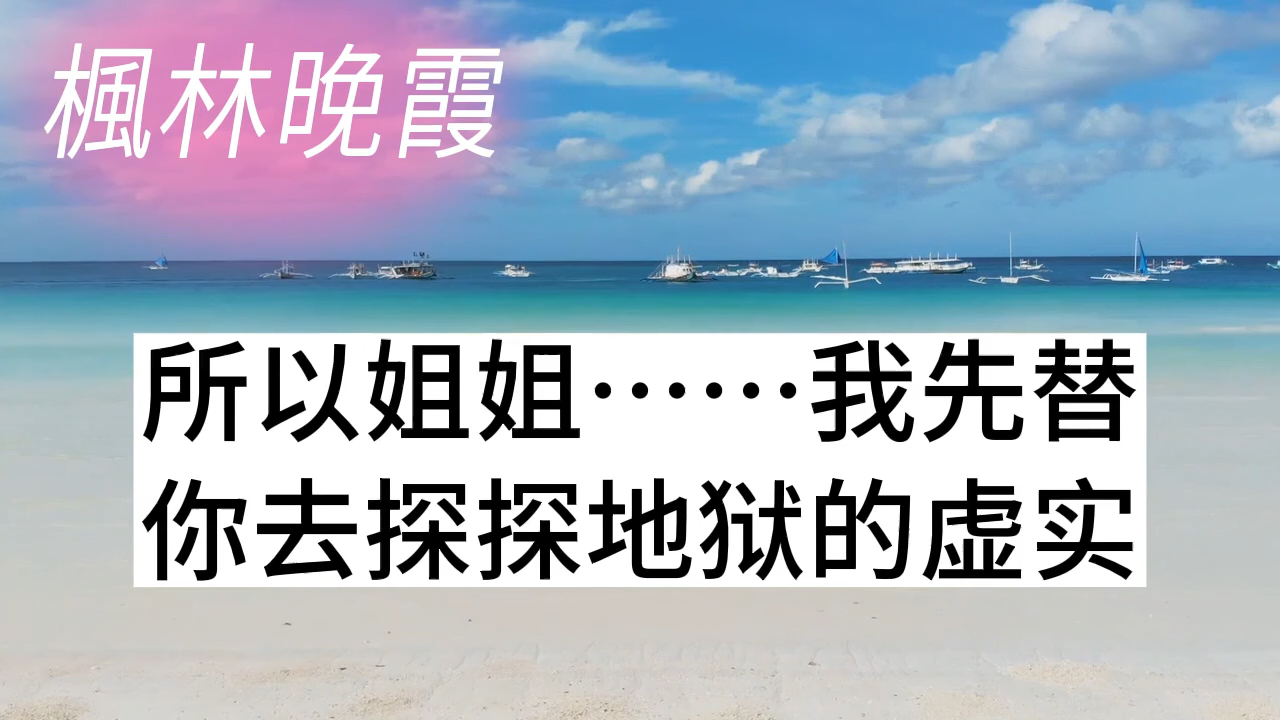 楓林晚霞
所以姐姐……我先替
你去探探地狱的虚实